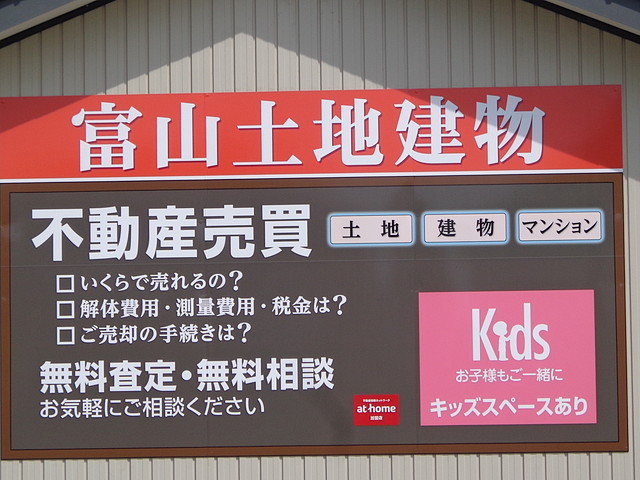 富山土地建物
不動産売買 土地 建物 マンション
□いくらで売れるの?
□解体費用・測量費用・税金は?
□ご売却の手続きは?
無料査定・無料相談
お気軽にご相談ください
at home
Kids
お子様もご一緒に
キッズスペースあり